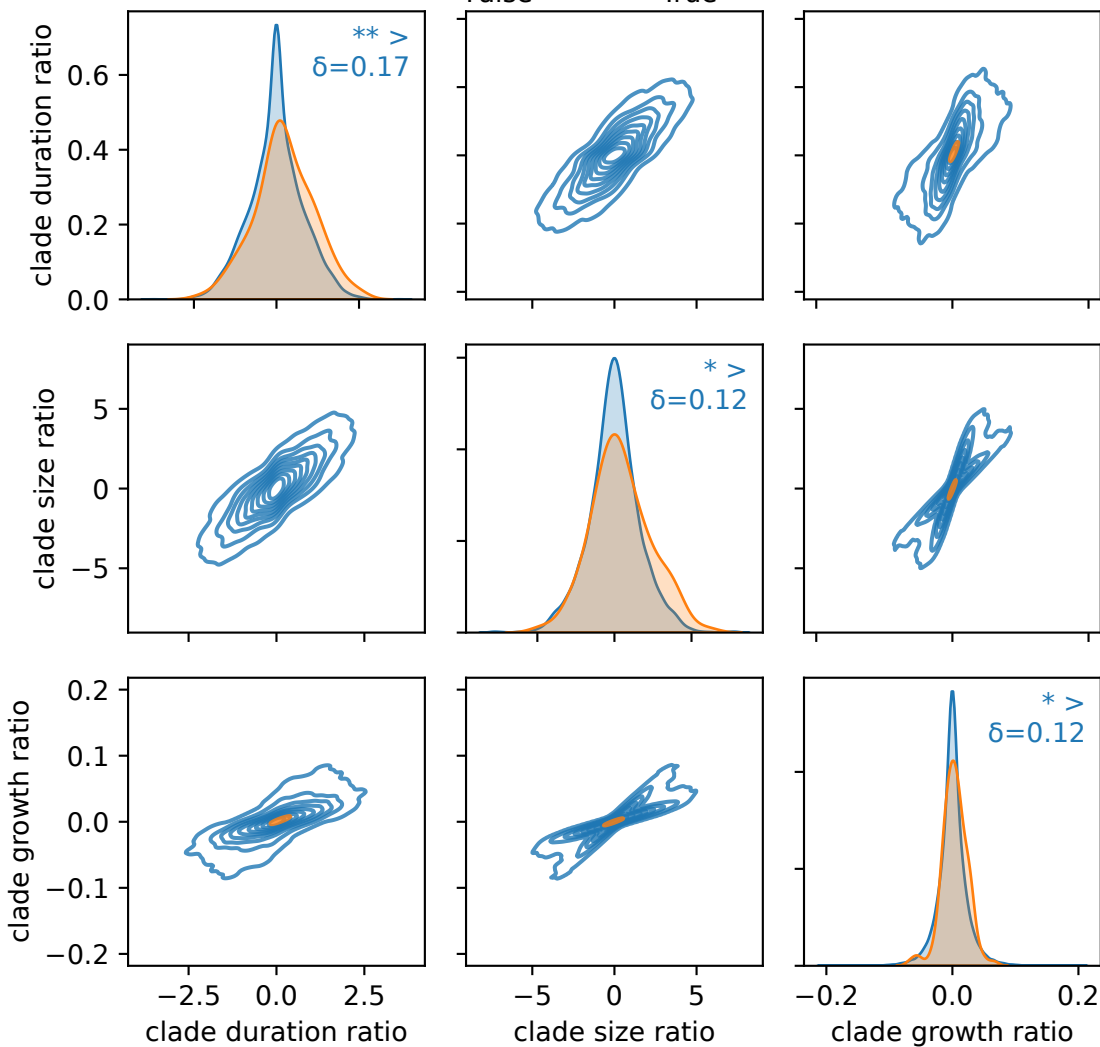 False True
clade duration ratio
0.6
0.4
0.2
0.0
** >
δ=0.17
clade size ratio
5
0
−5
* >
δ=0.12
clade growth ratio
0.2
0.1
0.0
−0.1
−0.2
* >
δ=0.12
−2.5 0.0 2.5
−5 0 5
−0.2 0.0 0.2
clade duration ratio
clade size ratio
clade growth ratio